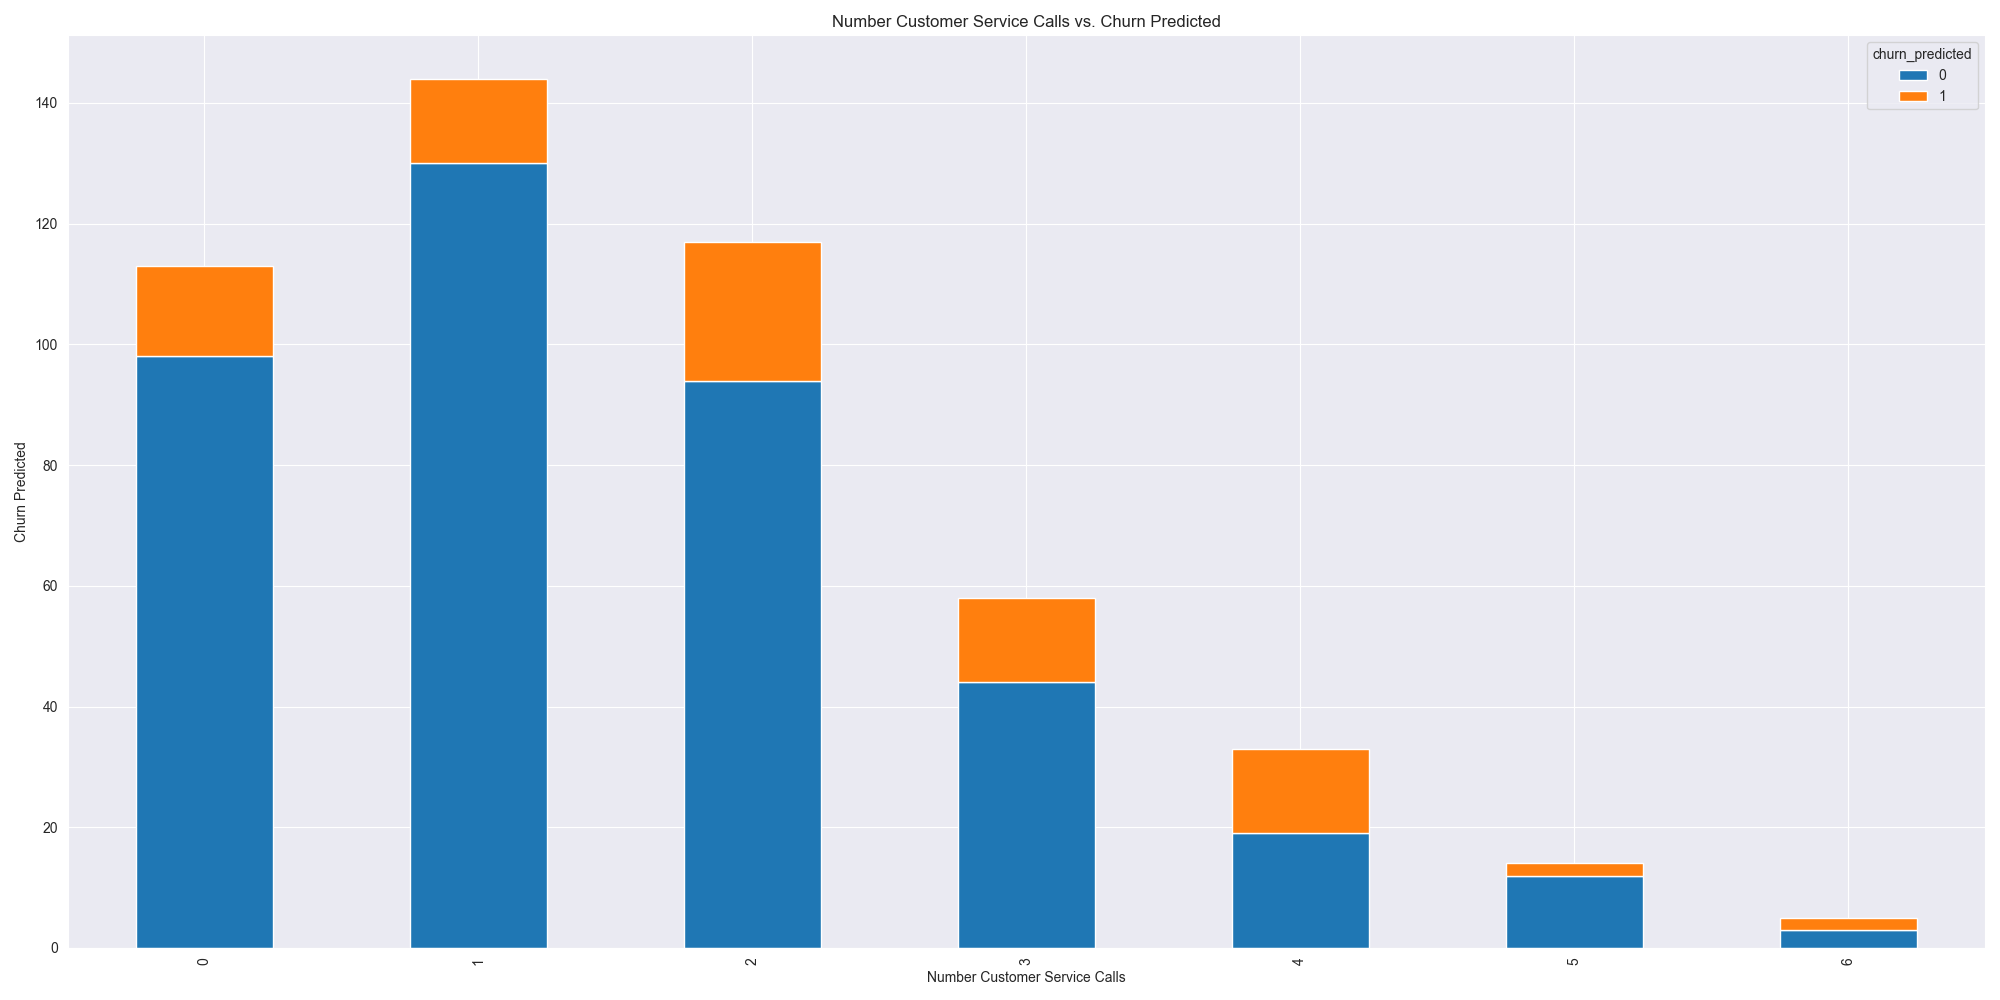 Number Customer Service Calls vs. Churn Predicted
churn_predicted
0
1
140
120
100
80
60
40
20
0
Churn Predicted
0 1 2 3 4 5 6
Number Customer Service Calls